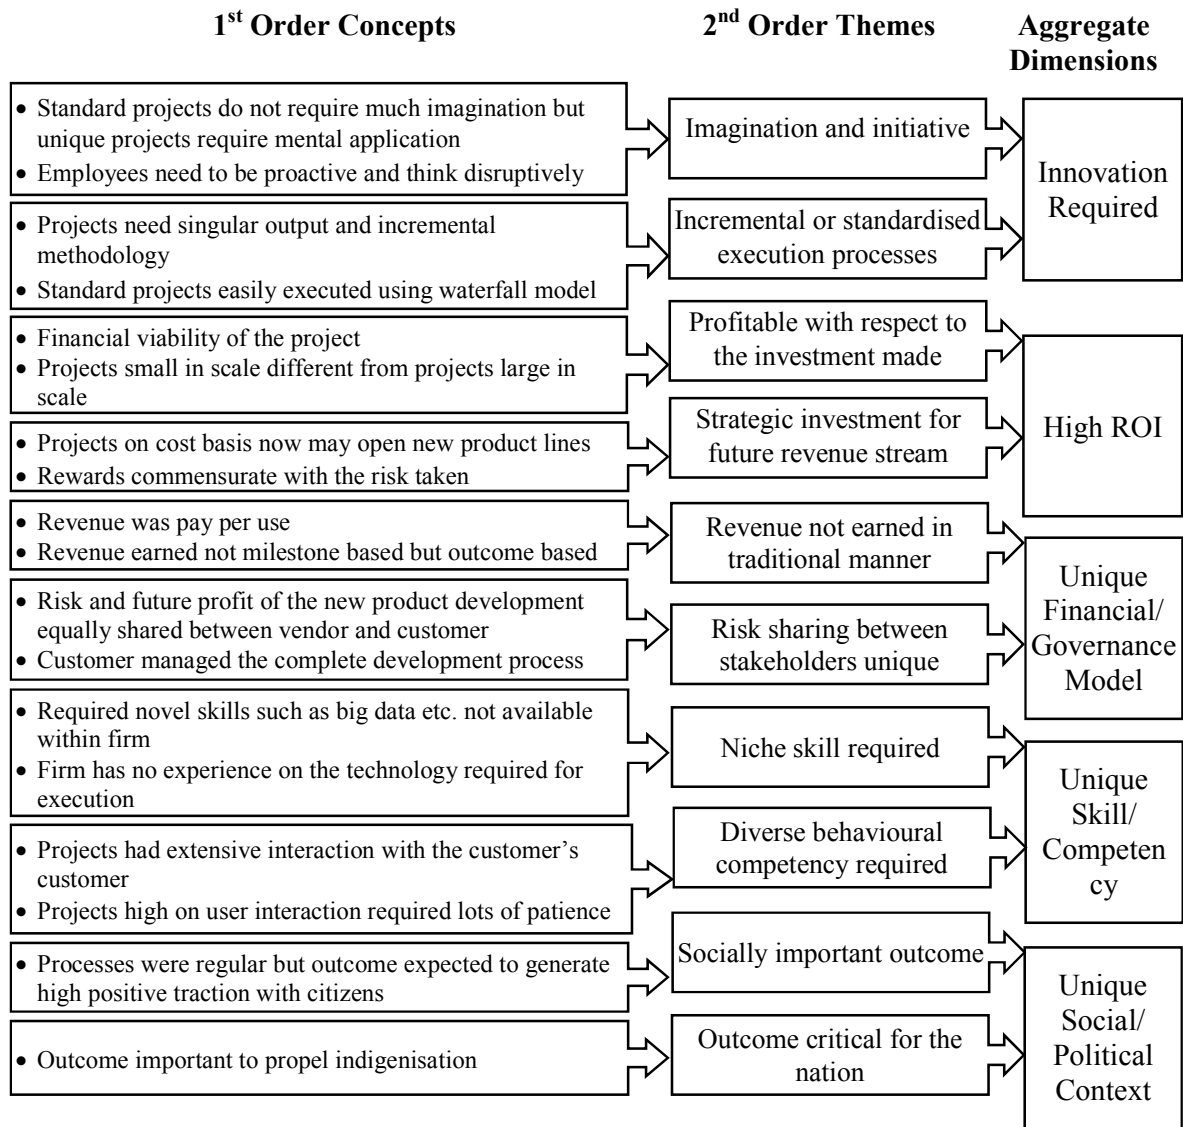 1st Order Concepts
2nd Order Themes
Aggregate
Dimensions
• Standard projects do not require much imagination but
unique projects require mental application
• Employees need to be proactive and think disruptively
Imagination and initiative
Innovation
Required
• Projects need singular output and incremental
methodology
• Standard projects easily executed using waterfall model
Incremental or standardised
execution processes
• Financial viability of the project
• Projects small in scale different from projects large in
scale
Profitable with respect to
the investment made
High ROI
• Projects on cost basis now may open new product lines
• Rewards commensurate with the risk taken
Strategic investment for
future revenue stream
• Revenue was pay per use
• Revenue earned not milestone based but outcome based
Revenue not earned in
traditional manner
Unique
Financial/
Governance
Model
• Risk and future profit of the new product development
equally shared between vendor and customer
• Customer managed the complete development process
Risk sharing between
stakeholders unique
• Required novel skills such as big data etc. not available
within firm
• Firm has no experience on the technology required for
execution
Niche skill required
Unique
Skill/
Competen
cy
• Projects had extensive interaction with the customer's
customer
• Projects high on user interaction required lots of patience
Diverse behavioural
competency required
• Processes were regular but outcome expected to generate
high positive traction with citizens
Socially important outcome
Unique
Social/
Political
Context
• Outcome important to propel indigenisation
Outcome critical for the
nation